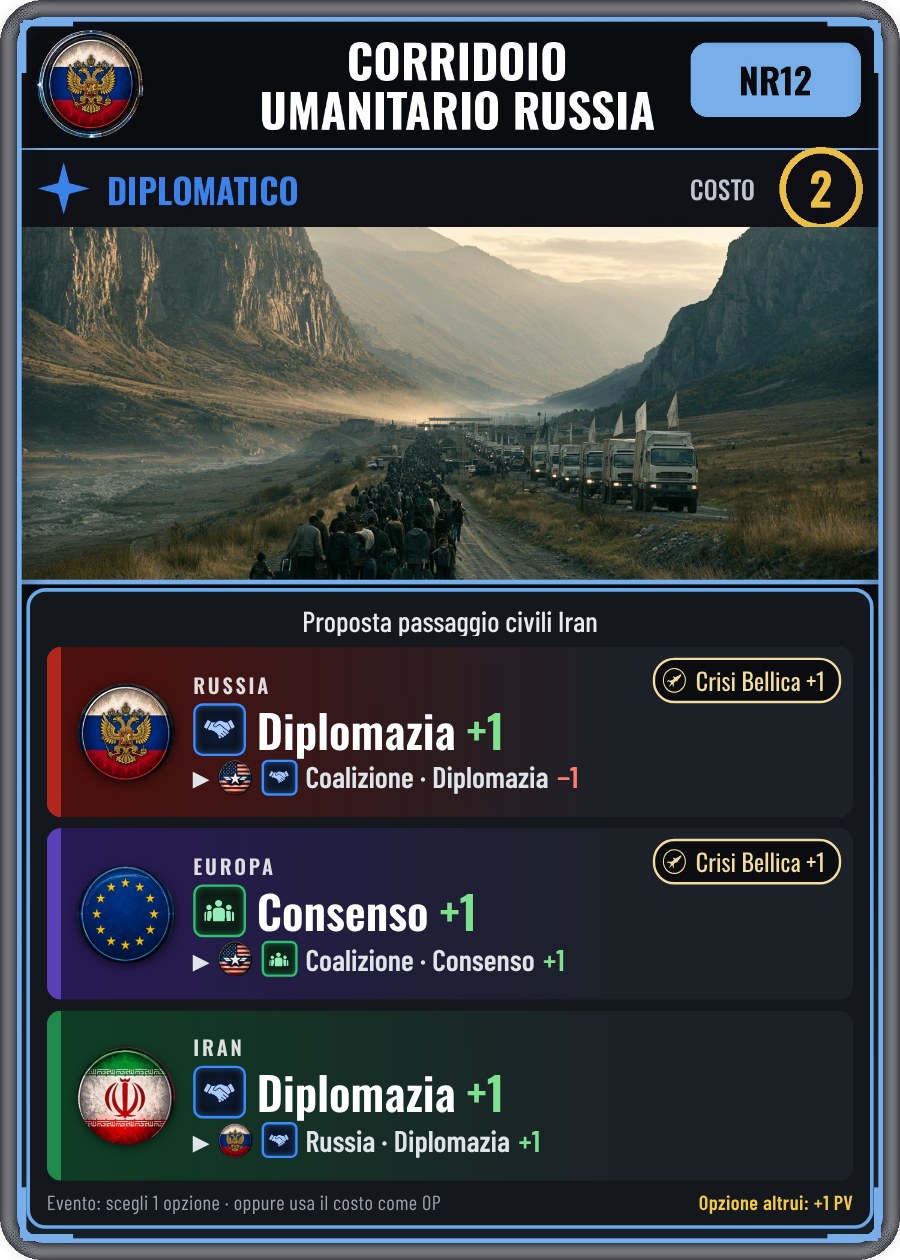 CORRIDOIO
UMANITARIO RUSSIA
NR12
DIPLOMATICO
COSTO
2
Proposta passaggio civili Iran
RUSSIA
Crisi Bellica +1
Diplomazia +1
▶ Coalizione · Diplomazia −1
EUROPA
Crisi Bellica +1
Consenso +1
▶ Coalizione · Consenso +1
IRAN
Diplomazia +1
▶ Russia · Diplomazia +1
Evento: scegli 1 opzione · oppure usa il costo come OP
Opzione altrui: +1 PV